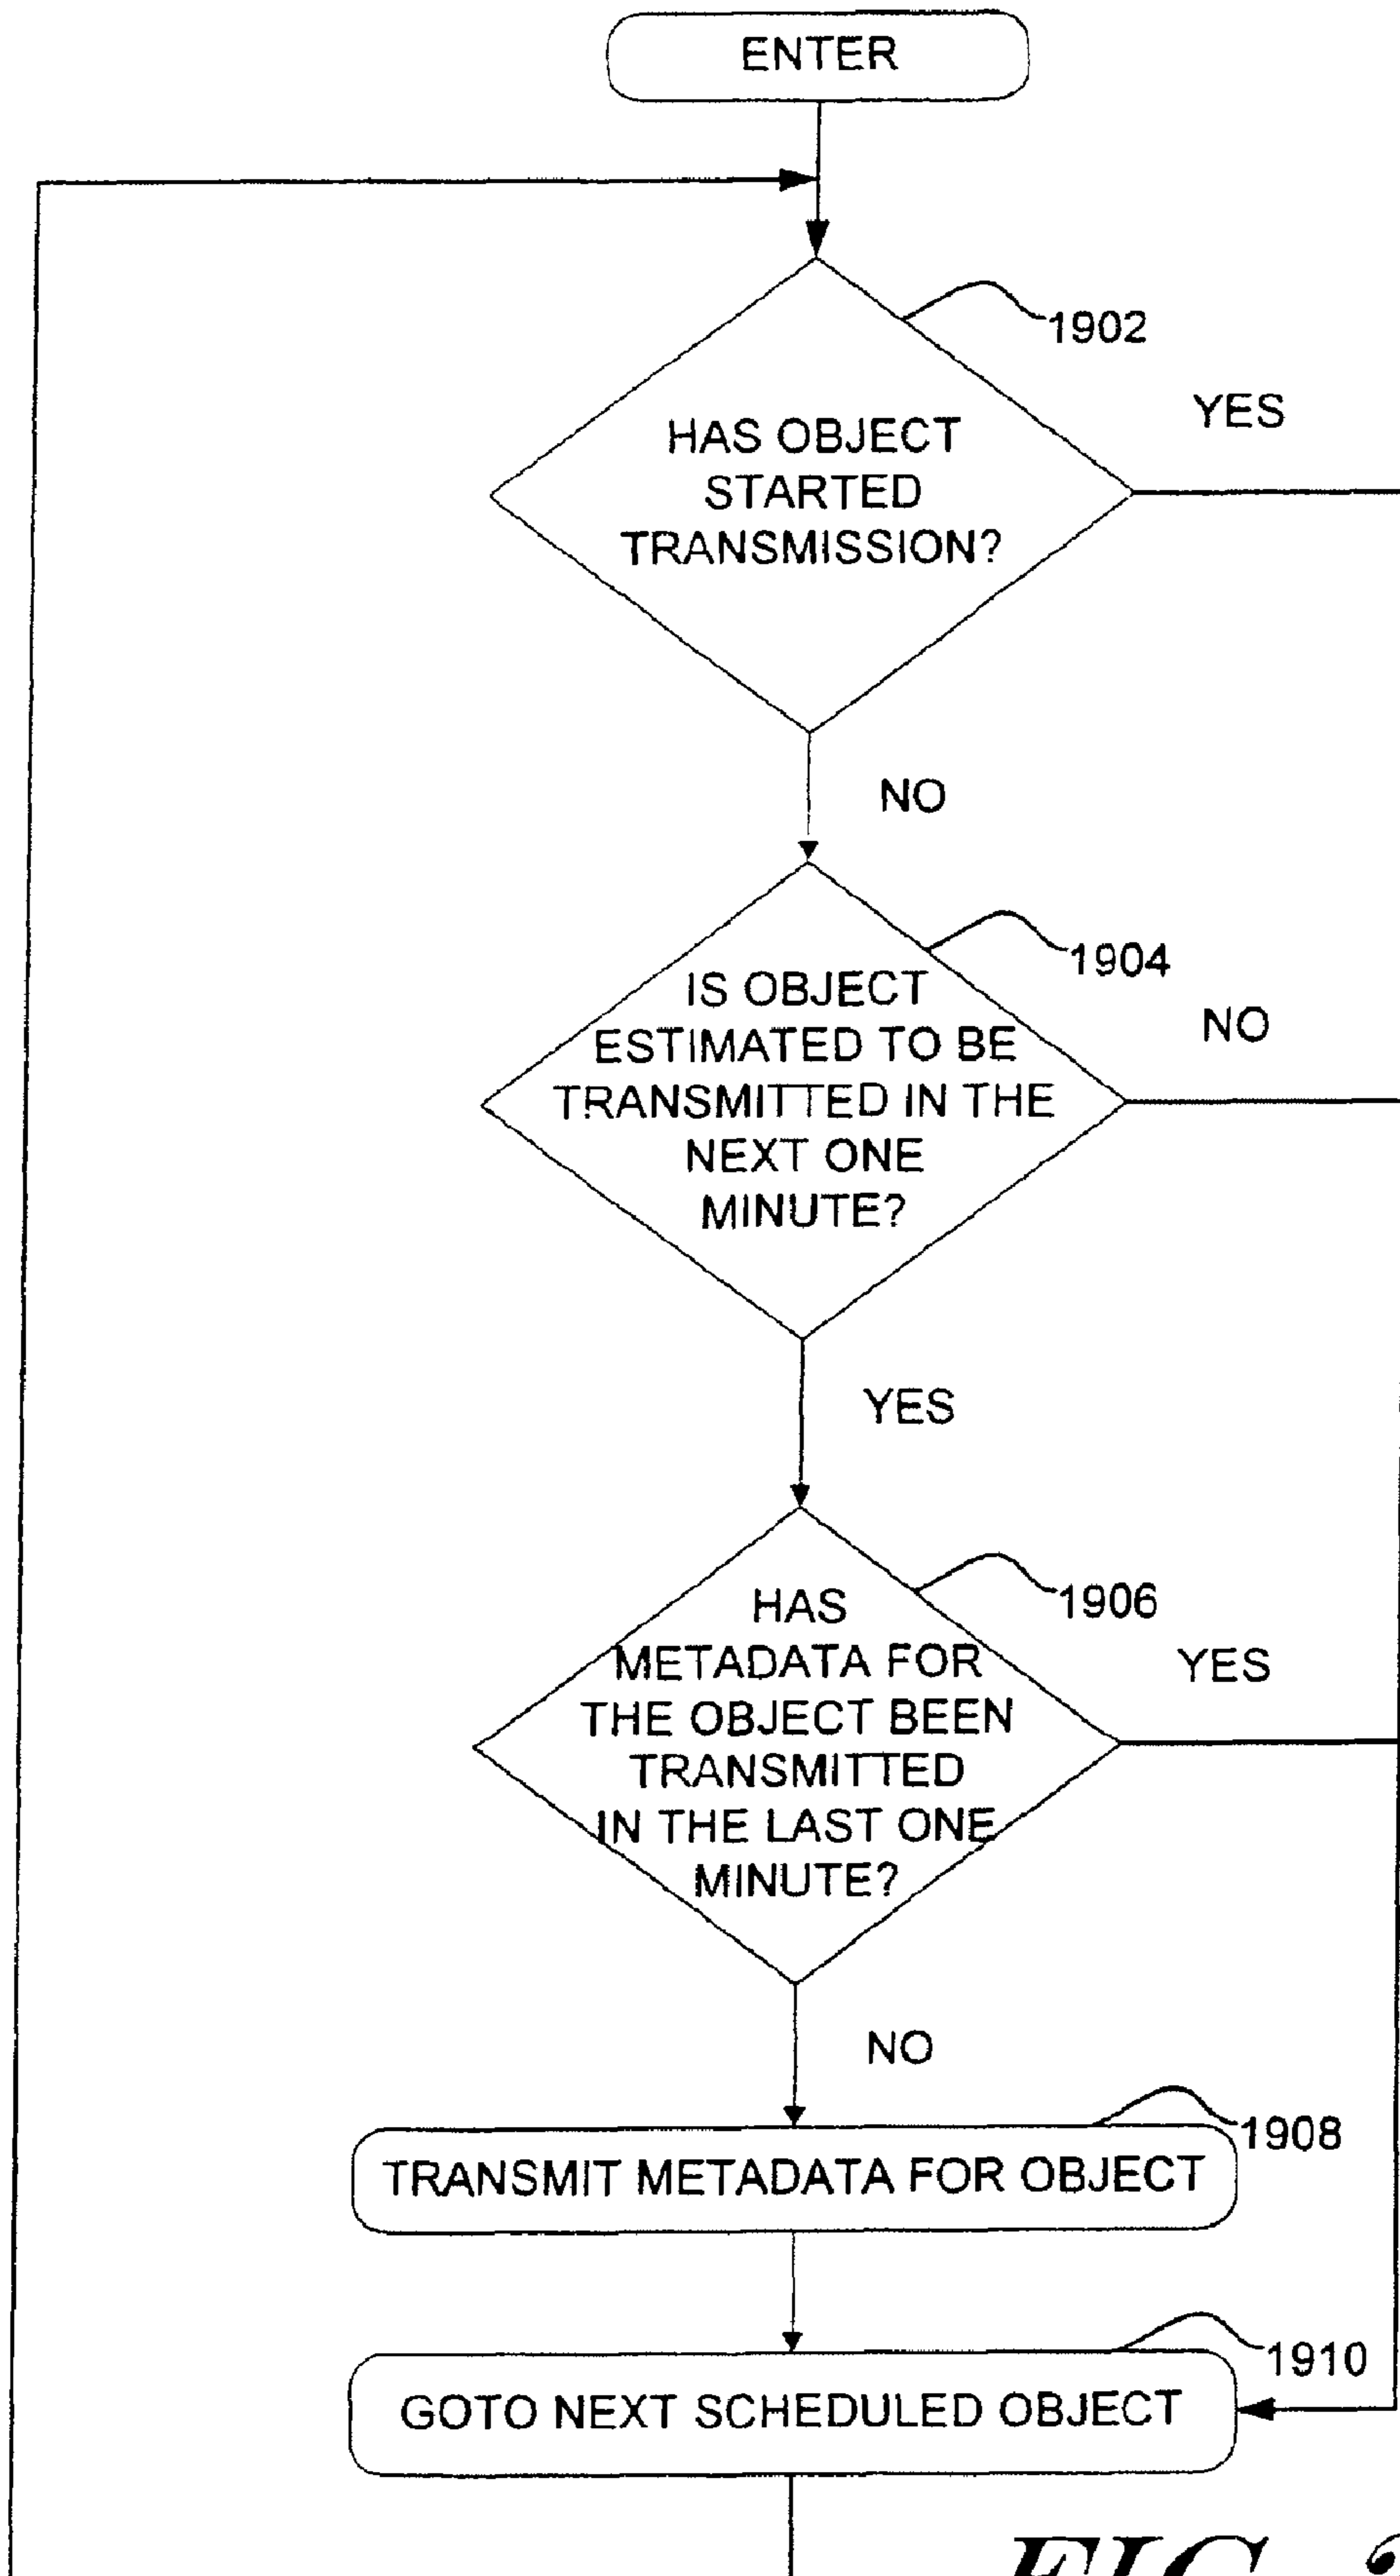 ENTER
1902
YES
HAS OBJECT
STARTED
TRANSMISSION?
NO
1904
NO
IS OBJECT
ESTIMATED TO BE
TRANSMITTED IN THE
NEXT ONE
MINUTE?
YES
1906
YES
HAS
METADATA FOR
THE OBJECT BEEN
TRANSMITTED
IN THE LAST ONE
MINUTE?
NO
1908
TRANSMIT METADATA FOR OBJECT
1910
GOTO NEXT SCHEDULED OBJECT
FIG.